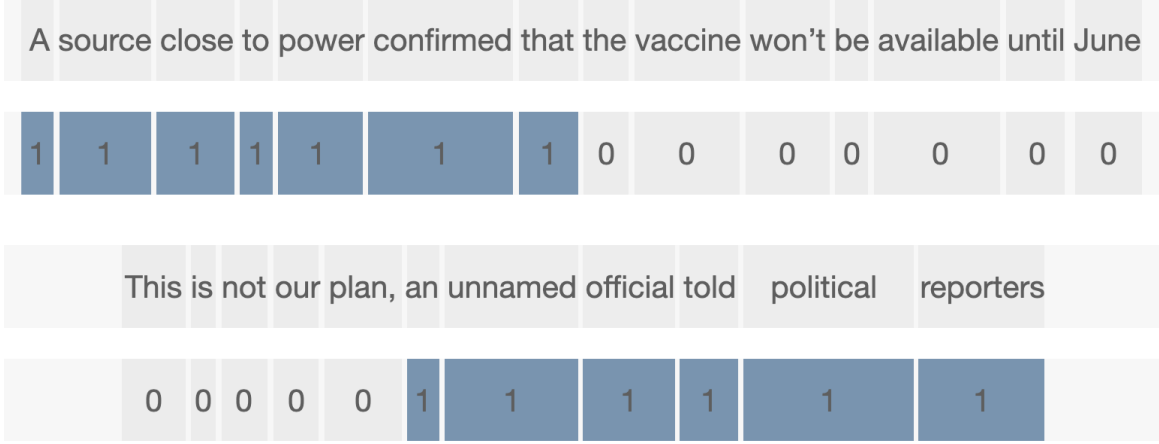 A source close to power confirmed that the vaccine won’t be available until June
1 1 1 1 1 1 1 0 0 0 0 0 0 0
This is not our plan, an unnamed official told political reporters
0 0 0 0 0 1 1 1 1 1 1